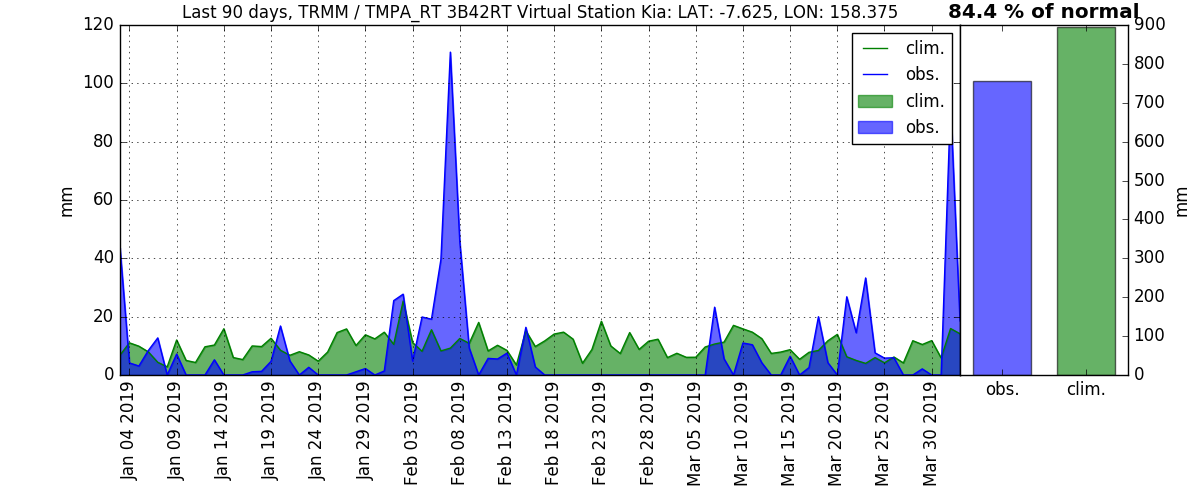 Last 90 days, TRMM / TMPA_RT 3B42RT Virtual Station Kia: LAT: -7.625, LON: 158.375
84.4 % of normal
120
100
80
60
40
20
0
mm
clim.
obs.
clim.
obs.
900
800
700
600
500
400
300
200
100
0
mm
obs.
clim.
Jan 04 2019
Jan 09 2019
Jan 14 2019
Jan 19 2019
Jan 24 2019
Jan 29 2019
Feb 03 2019
Feb 08 2019
Feb 13 2019
Feb 18 2019
Feb 23 2019
Feb 28 2019
Mar 05 2019
Mar 10 2019
Mar 15 2019
Mar 20 2019
Mar 25 2019
Mar 30 2019